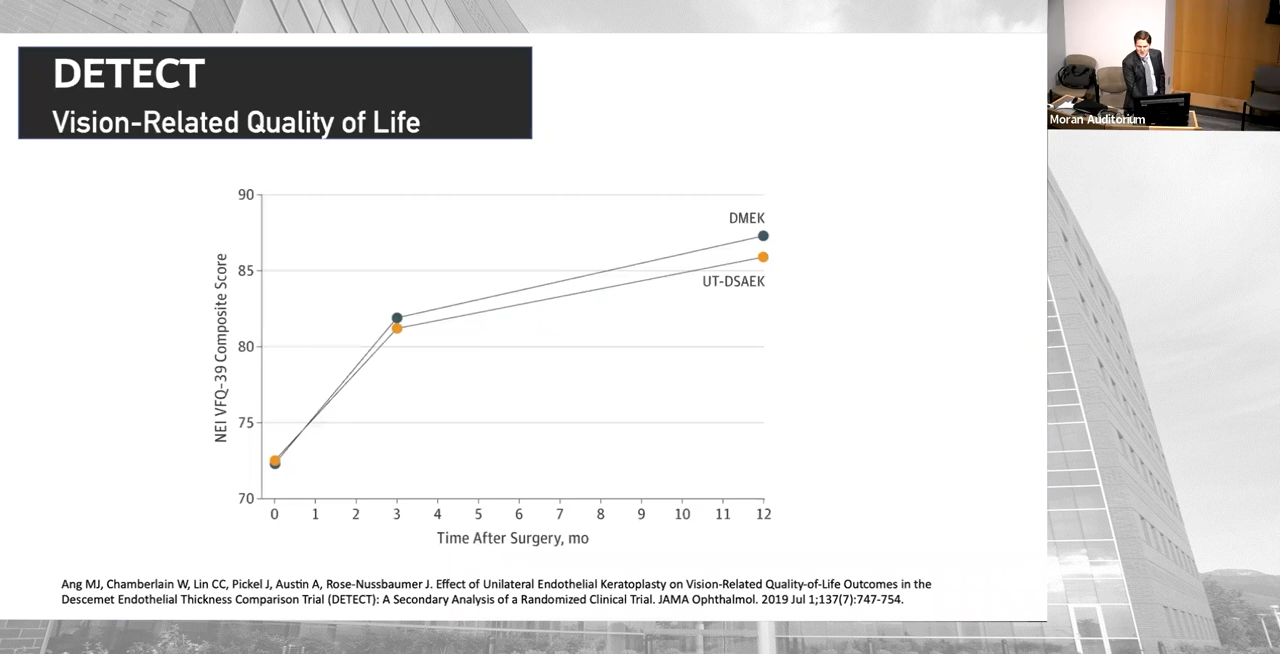 DETECT
Vision-Related Quality of Life
Moran Auditorium
90
85
80
75
70
NEI VFQ-39 Composite Score
DMEK
UT-DSAEK
0 1 2 3 4 5 6 7 8 9 10 11 12
Time After Surgery, mo
Ang MJ, Chamberlain W, Lin CC, Pickel J, Austin A, Rose-Nussbaumer J. Effect of Unilateral Endothelial Keratoplasty on Vision-Related Quality-of-Life Outcomes in the
Descemet Endothelial Thickness Comparison Trial (DETECT): A Secondary Analysis of a Randomized Clinical Trial. JAMA Ophthalmol. 2019 Jul 1;137(7):747-754.